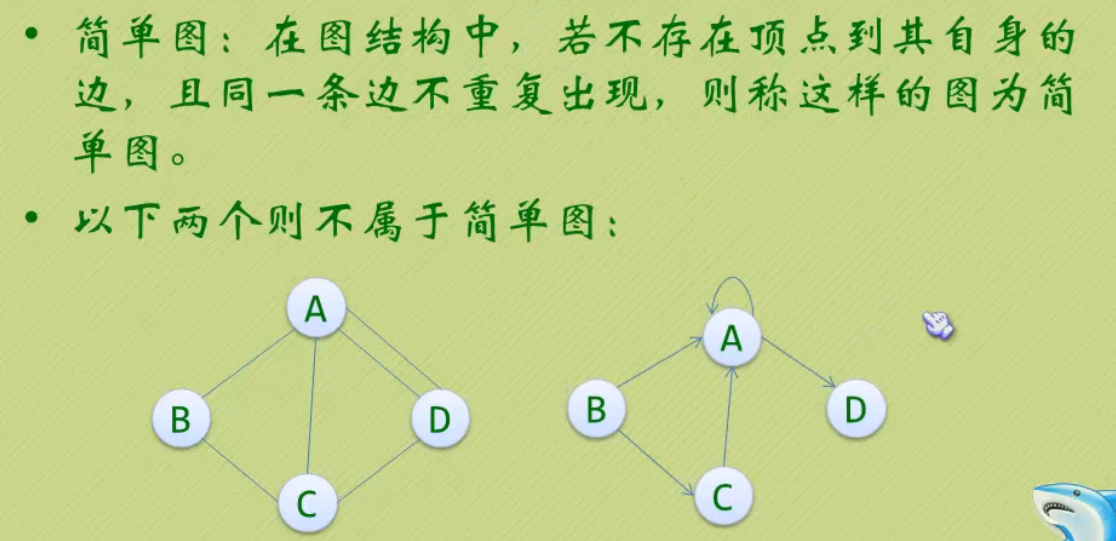 • 简单图：在图结构中，若不存在顶点到其自身的
边，且同一条边不重复出现，则称这样的图为简
单图。
• 以下两个则不属于简单图：
A
B
D
C
A
B
D
C